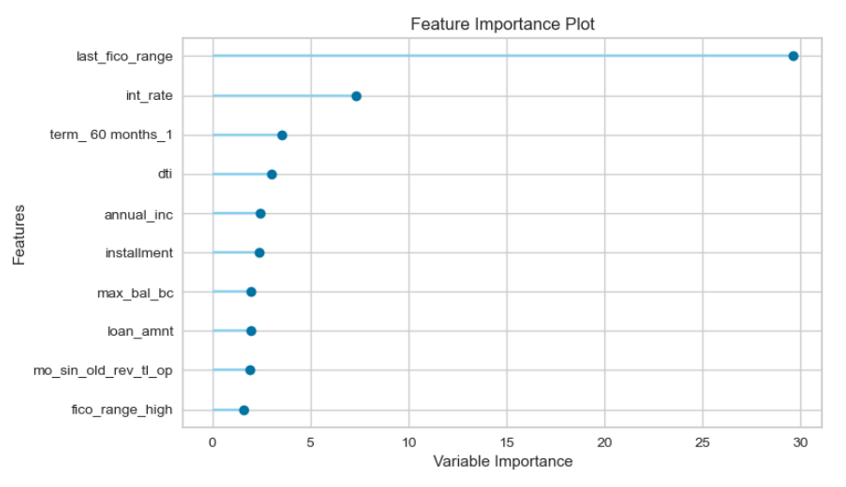 Feature Importance Plot
last_fico_range
int_rate
term_ 60 months_1
dti
annual_inc
installment
max_bal_bc
loan_amnt
mo_sin_old_rev_tl_op
fico_range_high
Features
0 5 10 15 20 25 30
Variable Importance